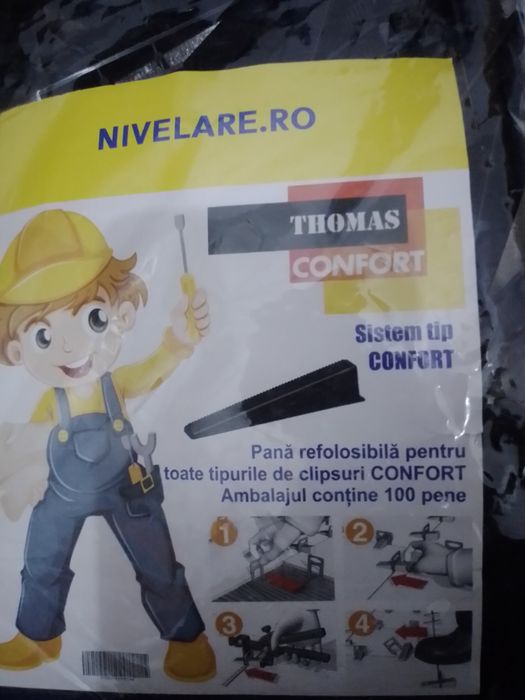 NIVELARE.RO
THOMAS
CONFORT
Sistem tip
CONFORT
Pană refolosibilă pentru
toate tipurile de clipsuri CONFORT
Ambalajul conține 100 pene
1
2
3
4